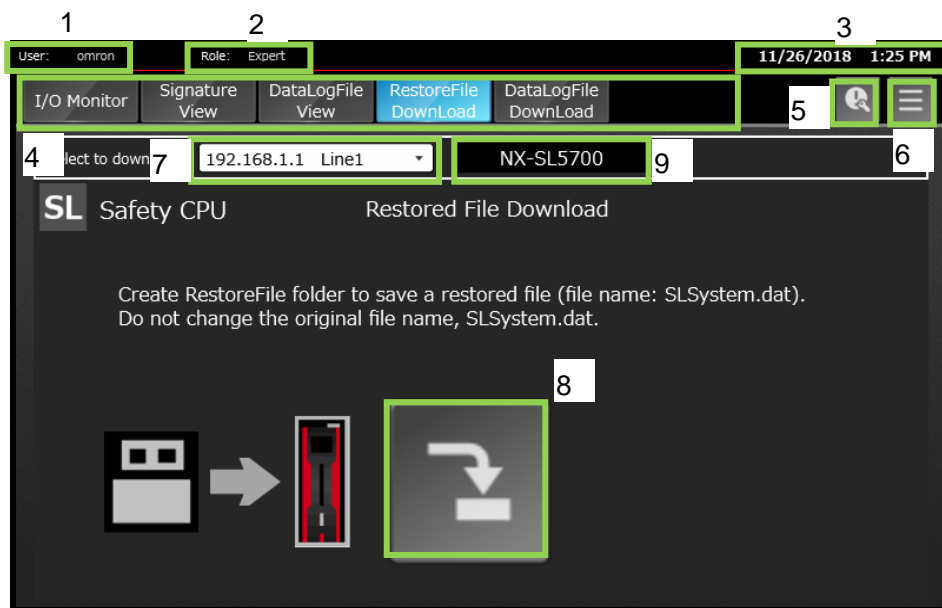 1
2
3
User: omron
Role: Expert
11/26/2018 1:25 PM
I/O Monitor
Signature View
DataLogFile View
RestoreFile DownLoad
DataLogFile DownLoad
5
6
4
to
7
192.168.1.1 Line1
NX-SL5700
9
SL Safety CPU
Restored File Download
Create RestoreFile folder to save a restored file (file name: SLSystem.dat).
Do not change the original file name, SLSystem.dat.
8